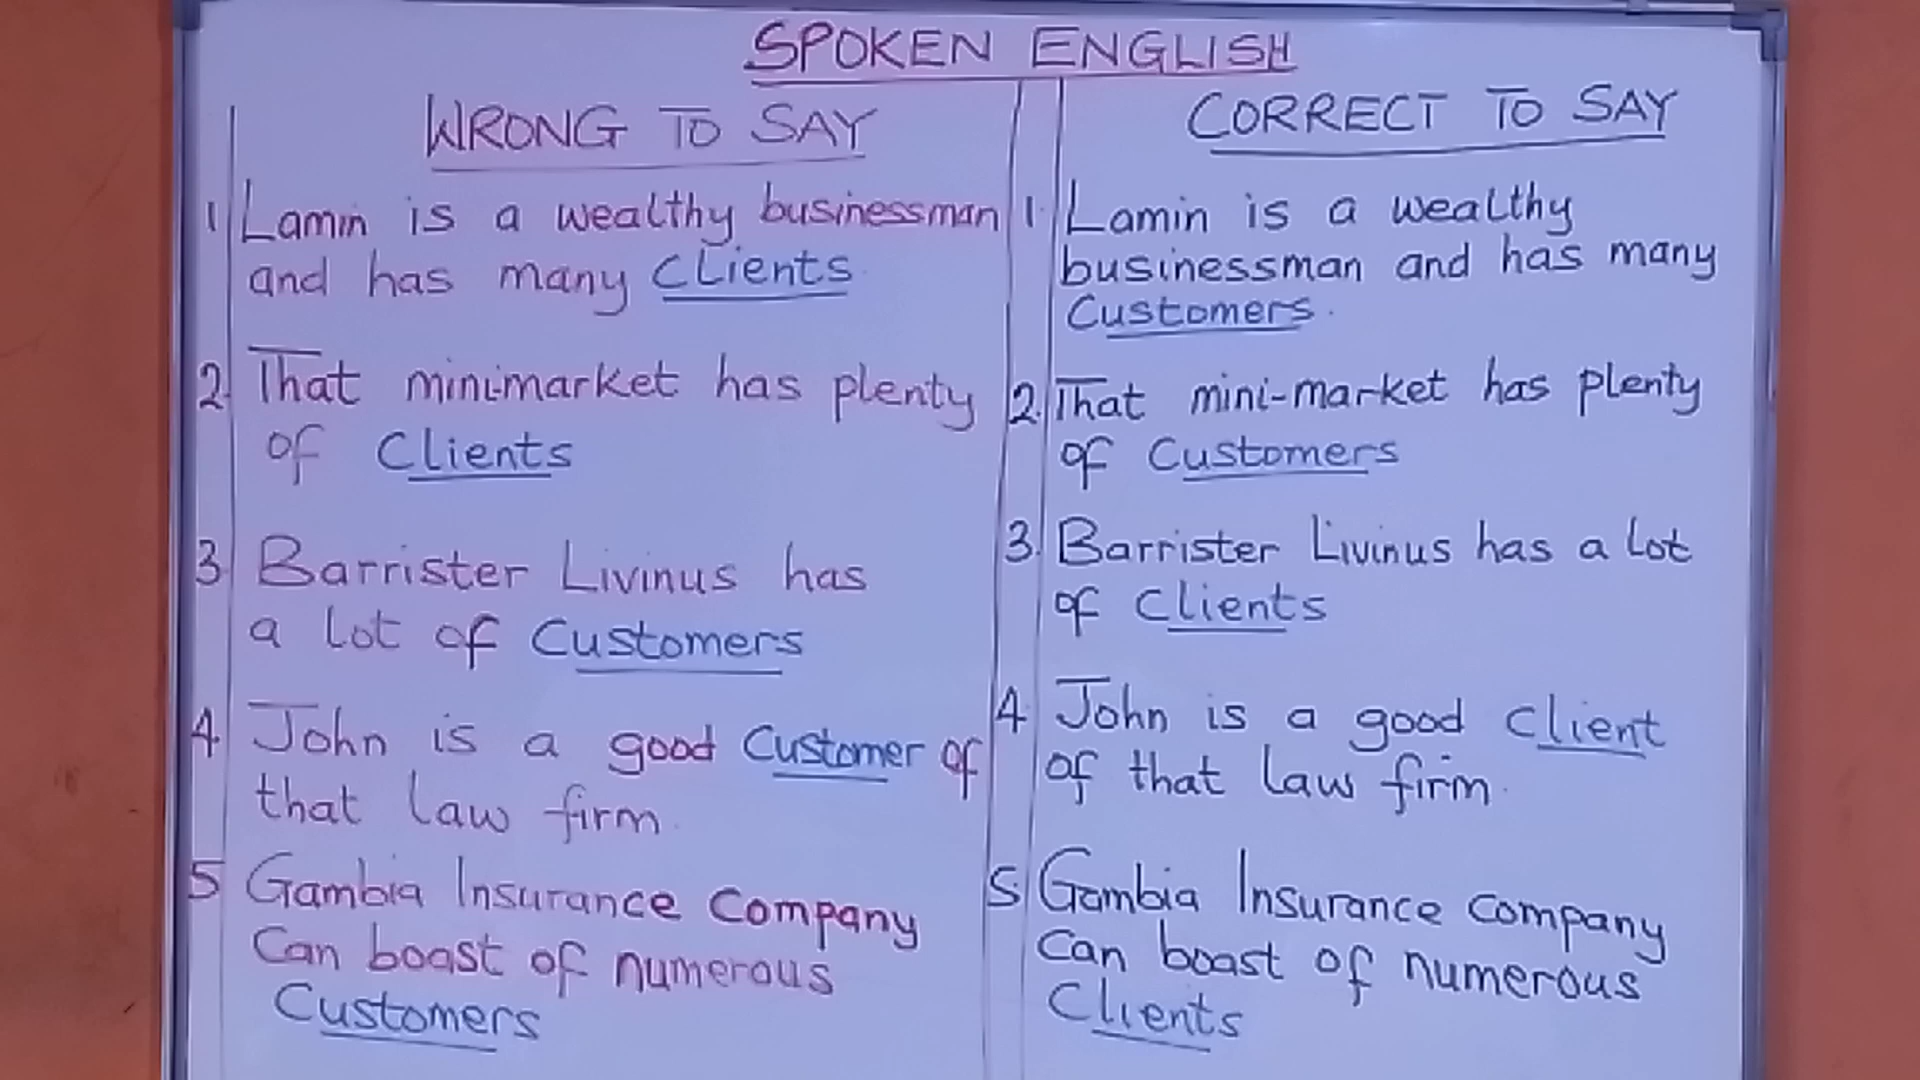 SPOKEN ENGLISH
WRONG TO SAY
1 Lamin is a wealthy businessman
and has many Clients.
2. That mini-market has plenty
of Clients
3 Barrister Livinus has
a lot of Customers
4 John is a good Customer of
that law firm.
5 Gambia Insurance Company
Can boast of numerous
Customers
CORRECT TO SAY
1. Lamin is a wealthy
businessman and has many
Customers.
2. That mini-market has plenty
of Customers
3. Barrister Livinus has a lot
of Clients
4 John is a good Client
of that law firm.
5. Gambia Insurance Company
Can boast of numerous
Clients